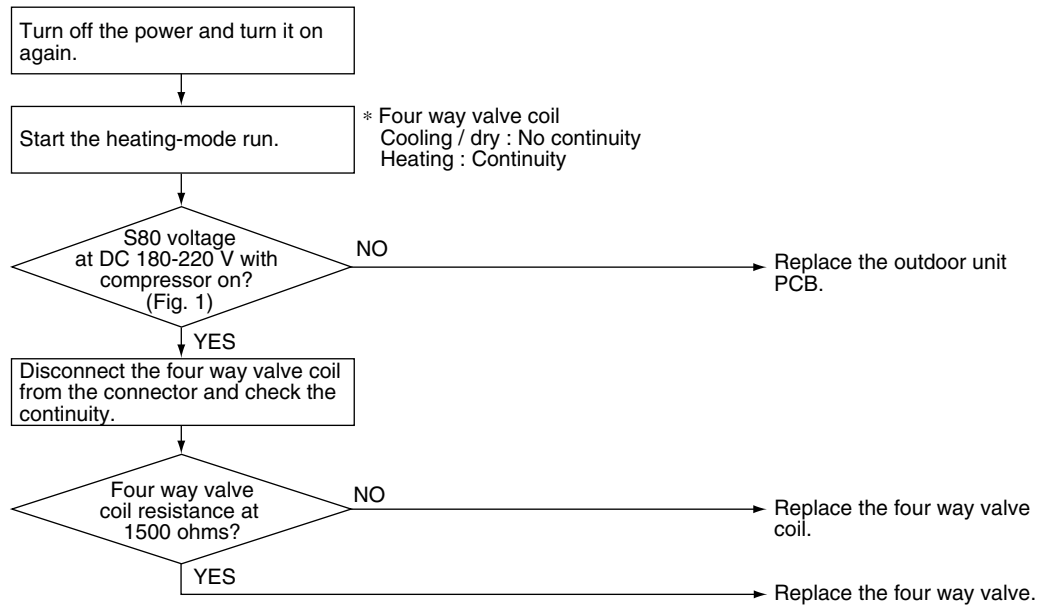 Turn off the power and turn it on
again.
Start the heating-mode run.
* Four way valve coil
Cooling / dry : No continuity
Heating : Continuity
S80 voltage
at DC 180-220 V with
compressor on?
(Fig. 1)
NO
Replace the outdoor unit
PCB.
YES
Disconnect the four way valve coil
from the connector and check the
continuity.
Four way valve
coil resistance at
1500 ohms?
NO
Replace the four way valve
coil.
YES
Replace the four way valve.